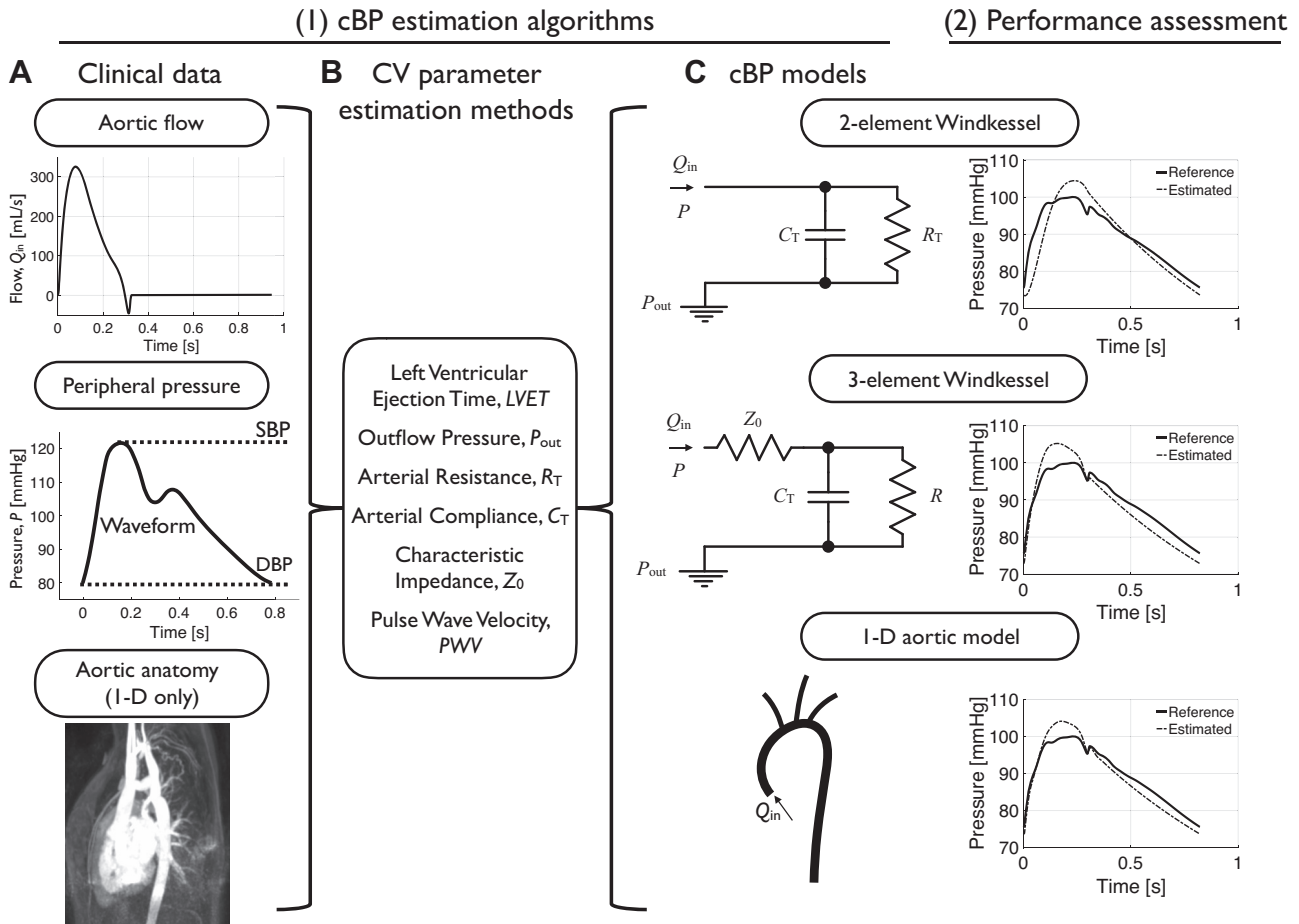 (1) cBP estimation algorithms
(2) Performance assessment
A Clinical data
B CV parameter
estimation methods
C cBP models
Aortic flow
Flow, Qin [mL/s]
300
200
100
0
0 0.2 0.4 0.6 0.8 1
Time [s]
Peripheral pressure
Pressure, P [mmHg]
120
100
90
80
SBP
Waveform
DBP
0 0.2 0.4 0.6 0.8
Time [s]
Aortic anatomy
(1-D only)
Left Ventricular
Ejection Time, LVET
Outflow Pressure, Pout
Arterial Resistance, RT
Arterial Compliance, CT
Characteristic
Impedance, Z0
Pulse Wave Velocity,
PWV
2-element Windkessel
Qin
P
CT
RT
Pout
Pressure [mmHg]
110
100
90
80
70
Reference
Estimated
0 0.5 1
Time [s]
3-element Windkessel
Qin
P
Z0
CT
R
Pout
Pressure [mmHg]
110
100
90
80
70
Reference
Estimated
0 0.5 1
Time [s]
1-D aortic model
Qin
Pressure [mmHg]
110
100
90
80
70
Reference
Estimated
0 0.5 1
Time [s]